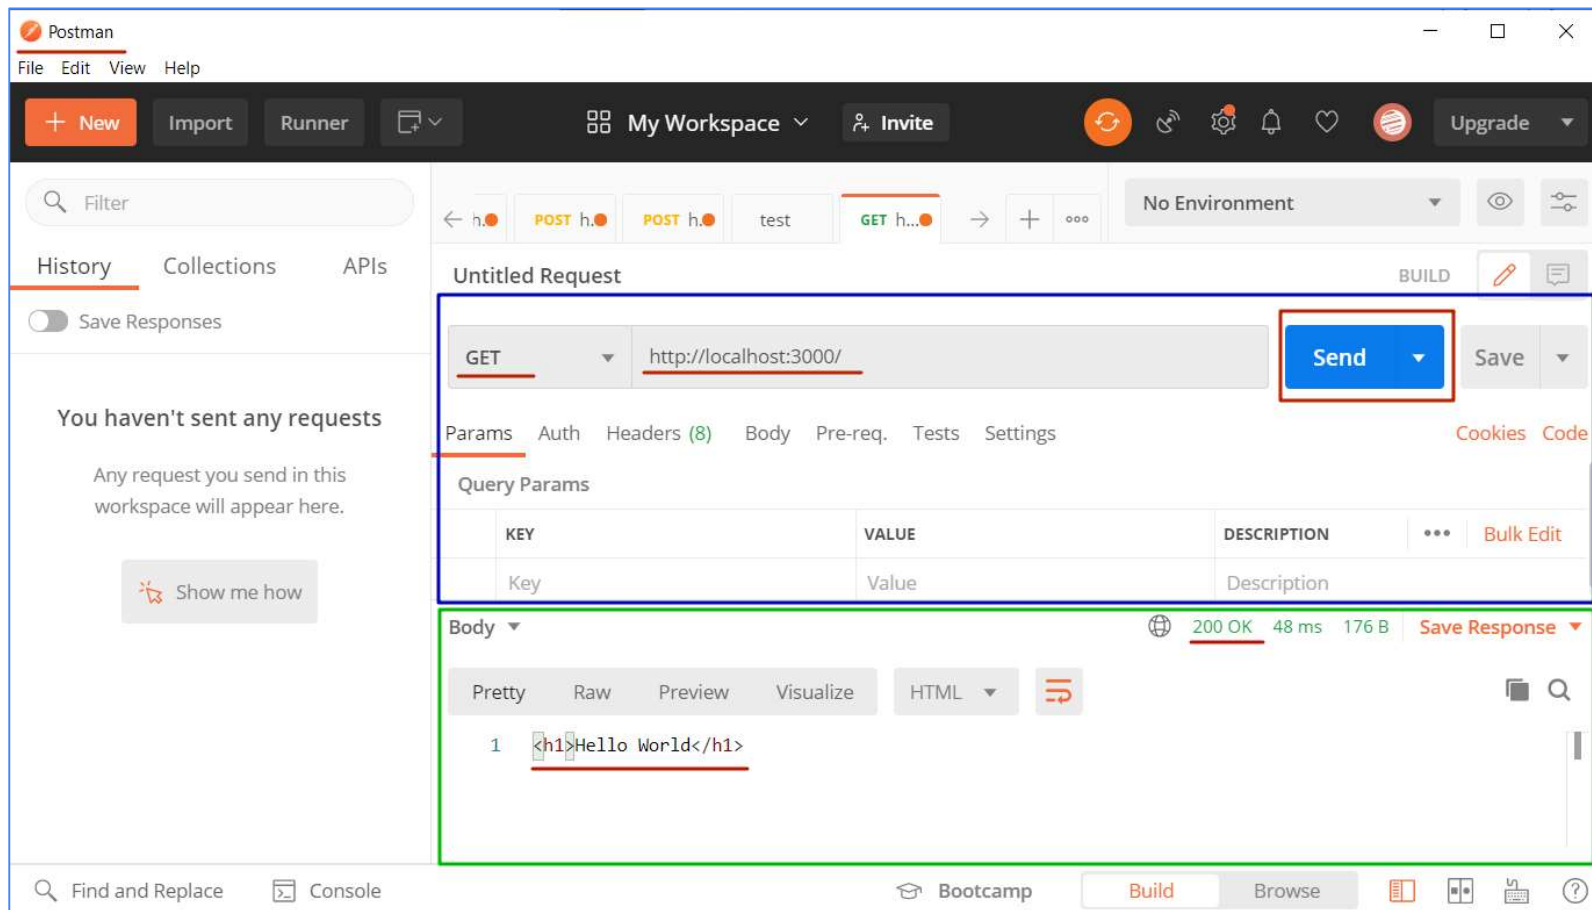 Postman
File Edit View Help
+ New Import Runner My Workspace Invite Upgrade
Filter
h. POST h. POST h. test GET h... + ooo No Environment
History Collections APIs
Untitled Request BUILD
Save Responses
GET http://localhost:3000/ Send Save
You haven't sent any requests
Any request you send in this
workspace will appear here.
Show me how
Params Auth Headers (8) Body Pre-req. Tests Settings Cookies Code
Query Params
KEY VALUE DESCRIPTION ••• Bulk Edit
Key Value Description
Body 200 OK 48 ms 176 B Save Response
Pretty Raw Preview Visualize HTML
1 <h1>Hello World</h1>
Find and Replace Console Bootcamp Build Browse ?